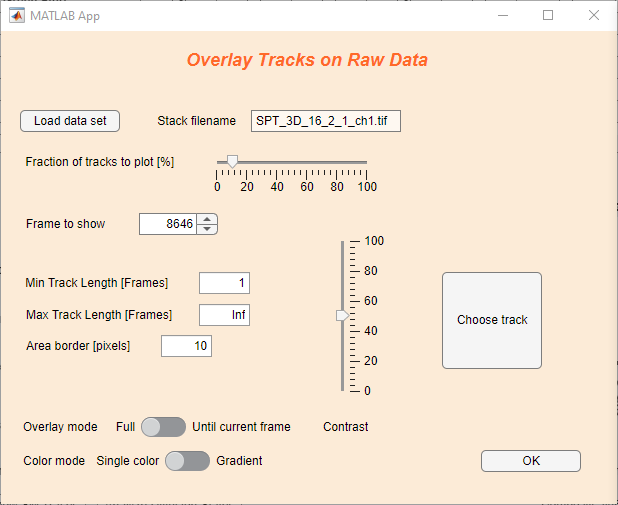 MATLAB App
Overlay Tracks on Raw Data
Load data set Stack filename SPT_3D_16_2_1_ch1.tif
Fraction of tracks to plot [%]
0 20 40 60 80 100
Frame to show 8646
100
80
60
40
20
0
Min Track Length [Frames] 1
Max Track Length [Frames] Inf
Area border [pixels] 10
Choose track
Overlay mode Full Until current frame Contrast
Color mode Single color Gradient
OK